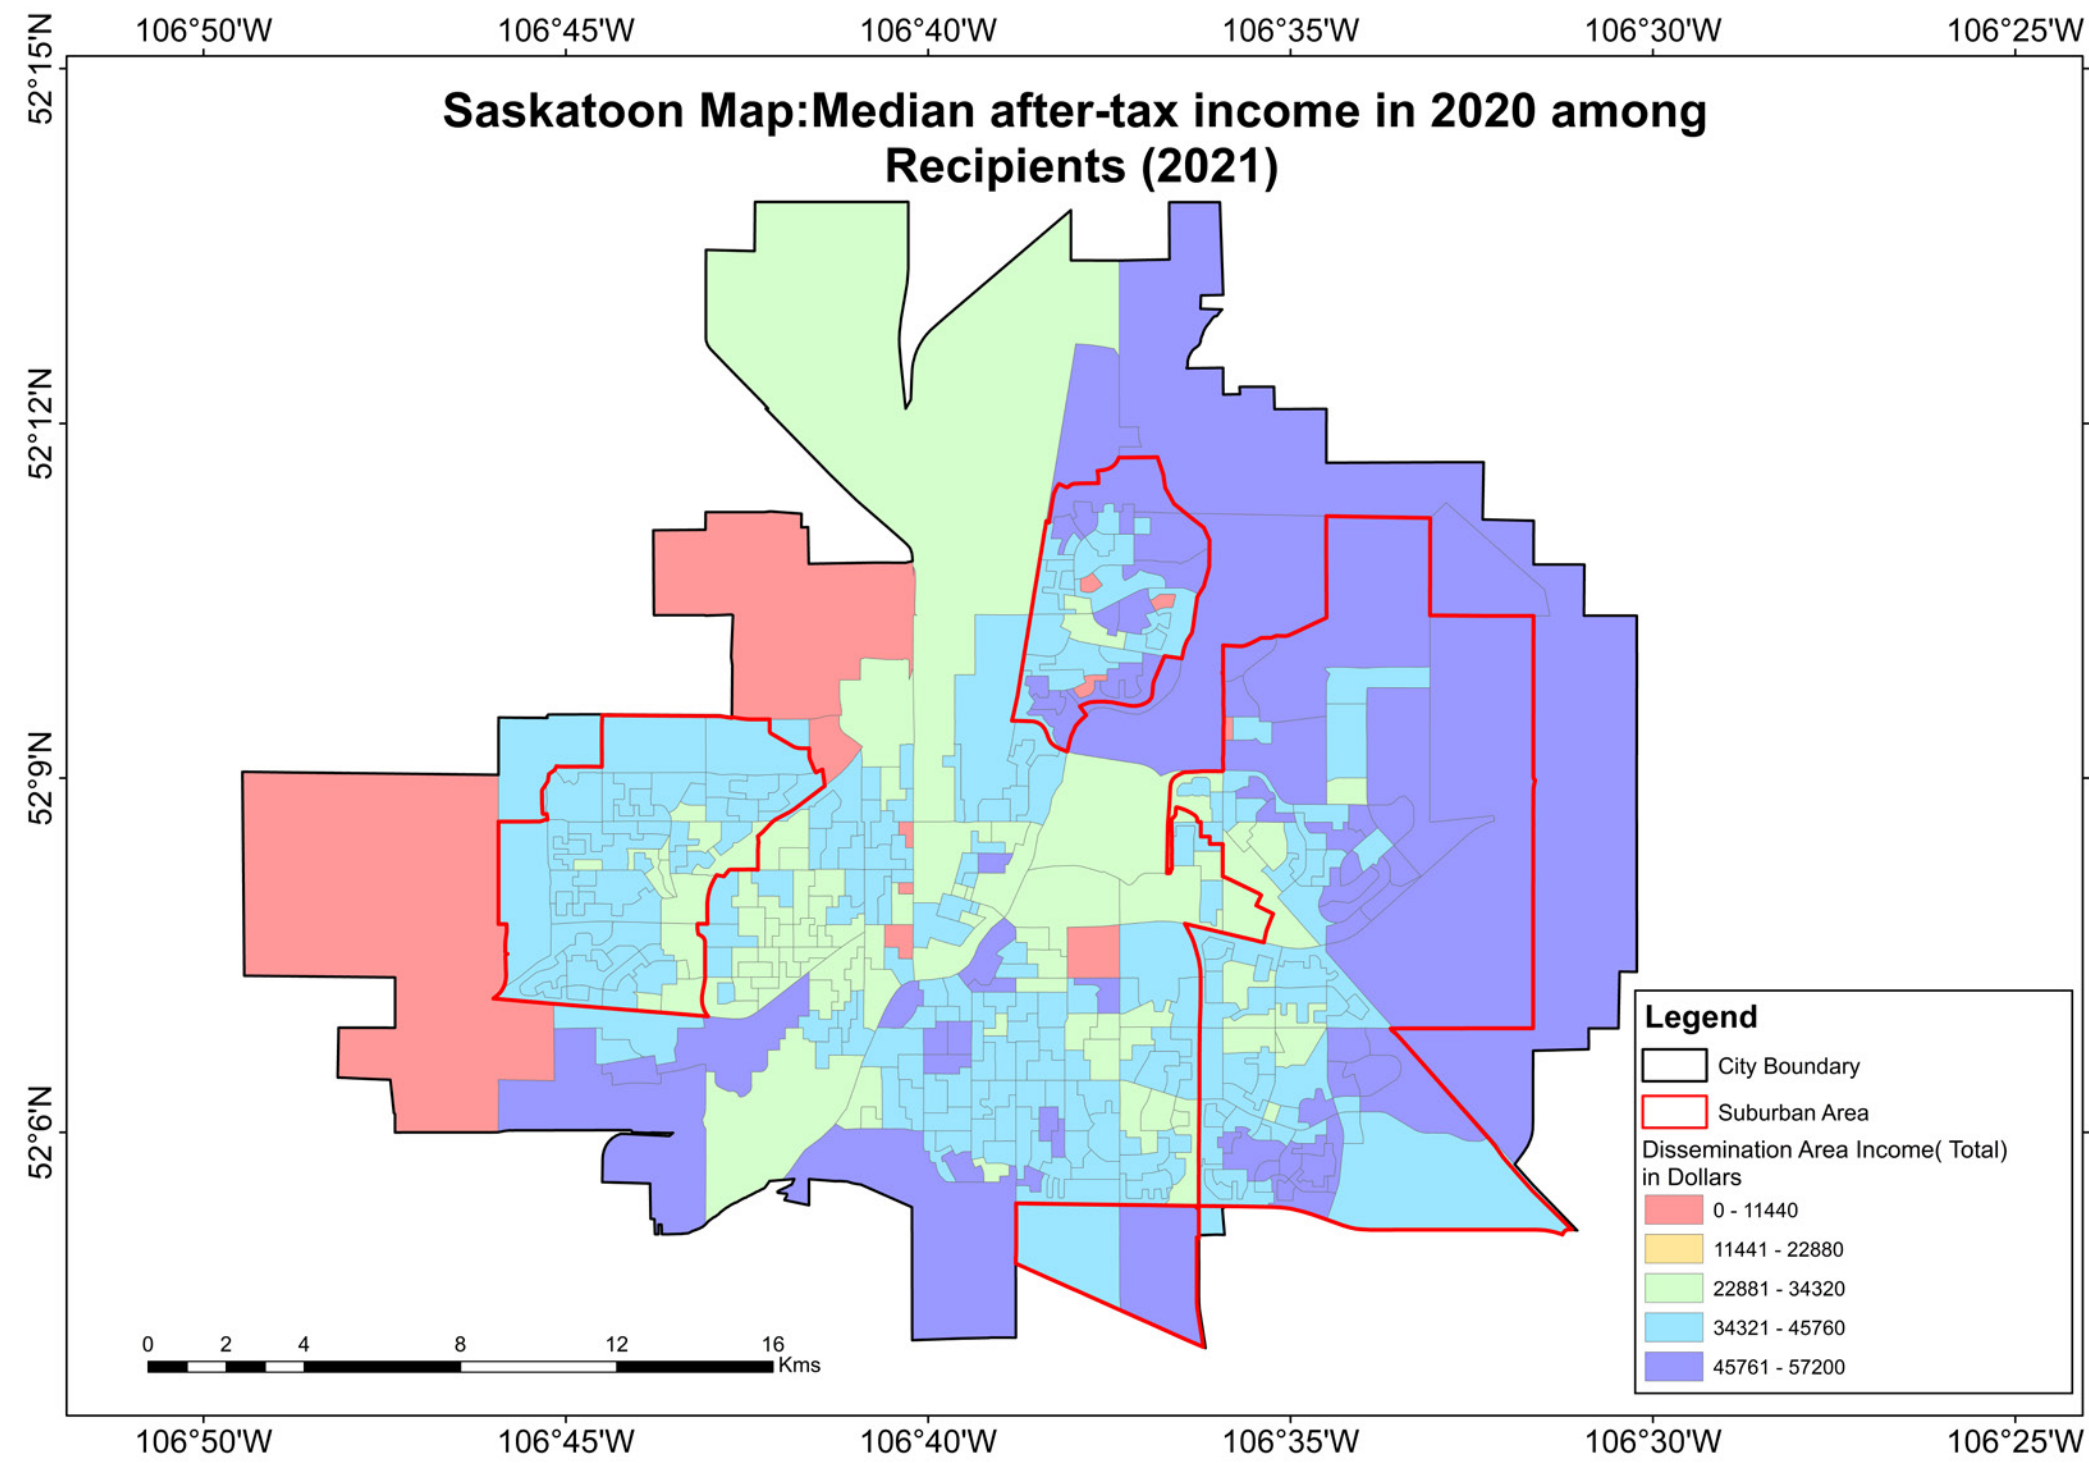 106°50'W 106°45'W 106°40'W 106°35'W 106°30'W 106°25'W
52°15'N
Saskatoon Map:Median after-tax income in 2020 among
Recipients (2021)
52°12'N
52°9'N
52°6'N
Legend
City Boundary
Suburban Area
Dissemination Area Income( Total)
in Dollars
0 - 11440
11441 - 22880
22881 - 34320
34321 - 45760
45761 - 57200
0 2 4 8 12 16
Kms
106°50'W 106°45'W 106°40'W 106°35'W 106°30'W 106°25'W